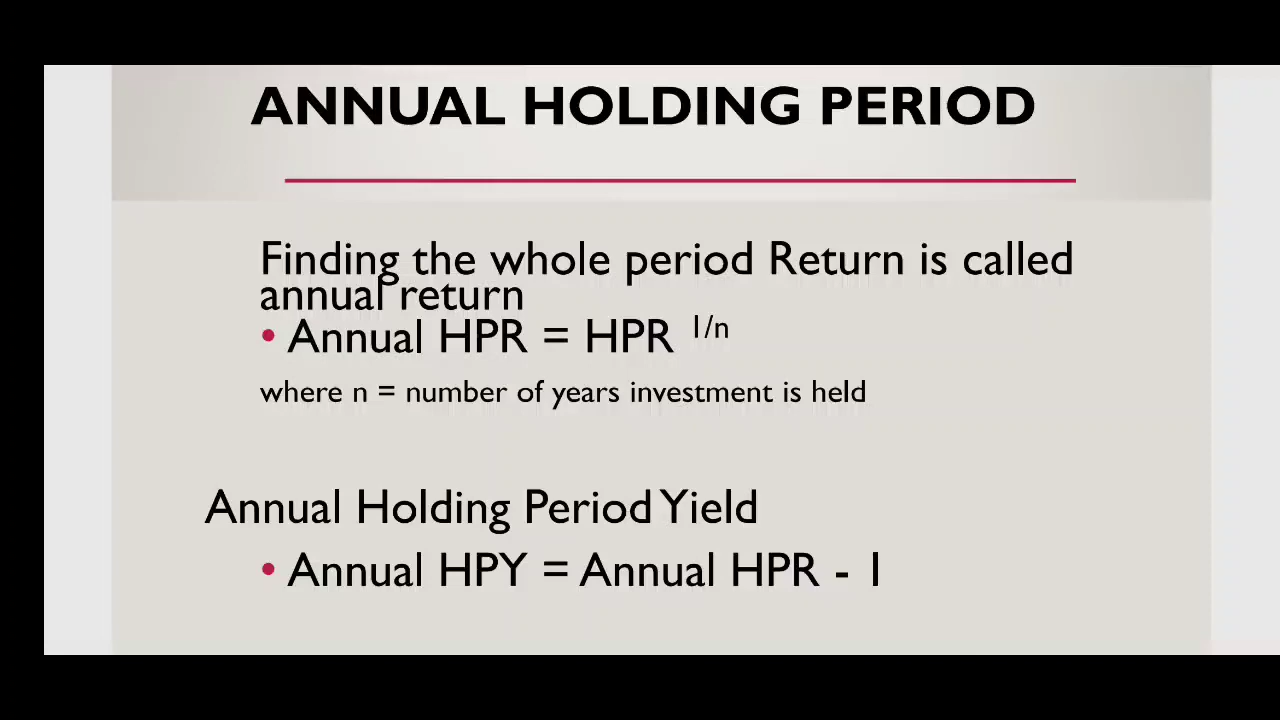 ANNUAL HOLDING PERIOD
Finding the whole period Return is called
annual return
• Annual HPR = HPR 1/n
where n = number of years investment is held
Annual Holding Period Yield
• Annual HPY = Annual HPR - 1